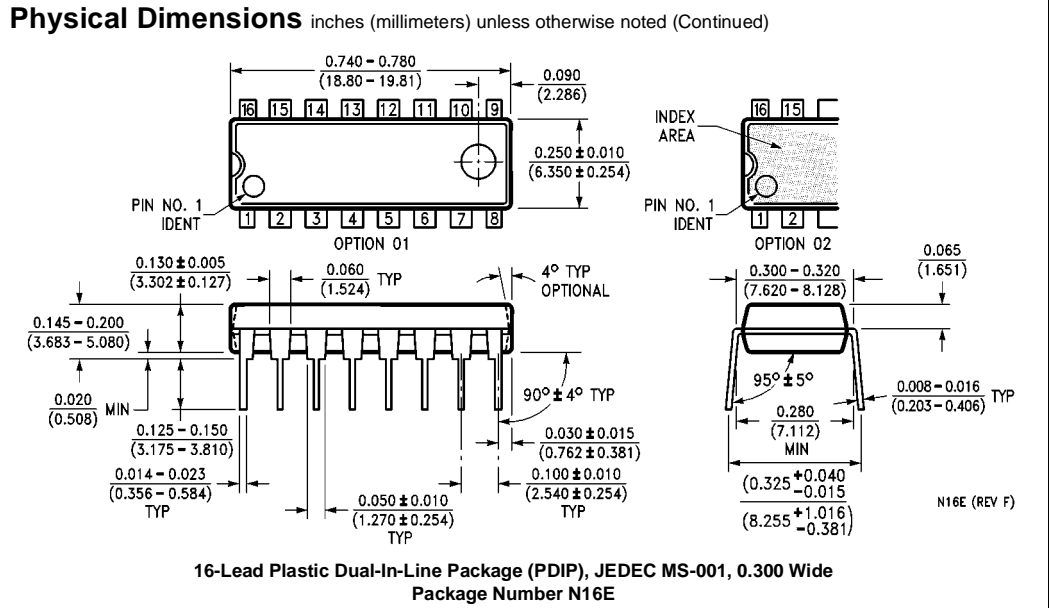 Physical Dimensions inches (millimeters) unless otherwise noted (Continued)
0.740 – 0.780
(18.80 – 19.81)
0.090
(2.286)
16 15 14 13 12 11 10 9
0.250 ± 0.010
(6.350 ± 0.254)
PIN NO. 1
IDENT
1 2 3 4 5 6 7 8
OPTION 01
16 15
INDEX
AREA
PIN NO. 1
IDENT
1 2
OPTION 02
0.130 ± 0.005
(3.302 ± 0.127)
0.060
(1.524)
TYP
4° TYP
OPTIONAL
0.145 – 0.200
(3.683 – 5.080)
0.020
(0.508)
MIN
0.125 – 0.150
(3.175 – 3.810)
0.014 – 0.023
(0.356 – 0.584)
TYP
0.050 ± 0.010
(1.270 ± 0.254)
TYP
90° ± 4° TYP
0.030 ± 0.015
(0.762 ± 0.381)
0.100 ± 0.010
(2.540 ± 0.254)
TYP
0.300 – 0.320
(7.620 – 8.128)
0.065
(1.651)
95° ± 5°
0.008 – 0.016
(0.203 – 0.406)
TYP
0.280
(7.112)
MIN
(0.325 +0.040 -0.015
(8.255 +1.016 -0.381)
N16E (REV F)
16-Lead Plastic Dual-In-Line Package (PDIP), JEDEC MS-001, 0.300 Wide
Package Number N16E